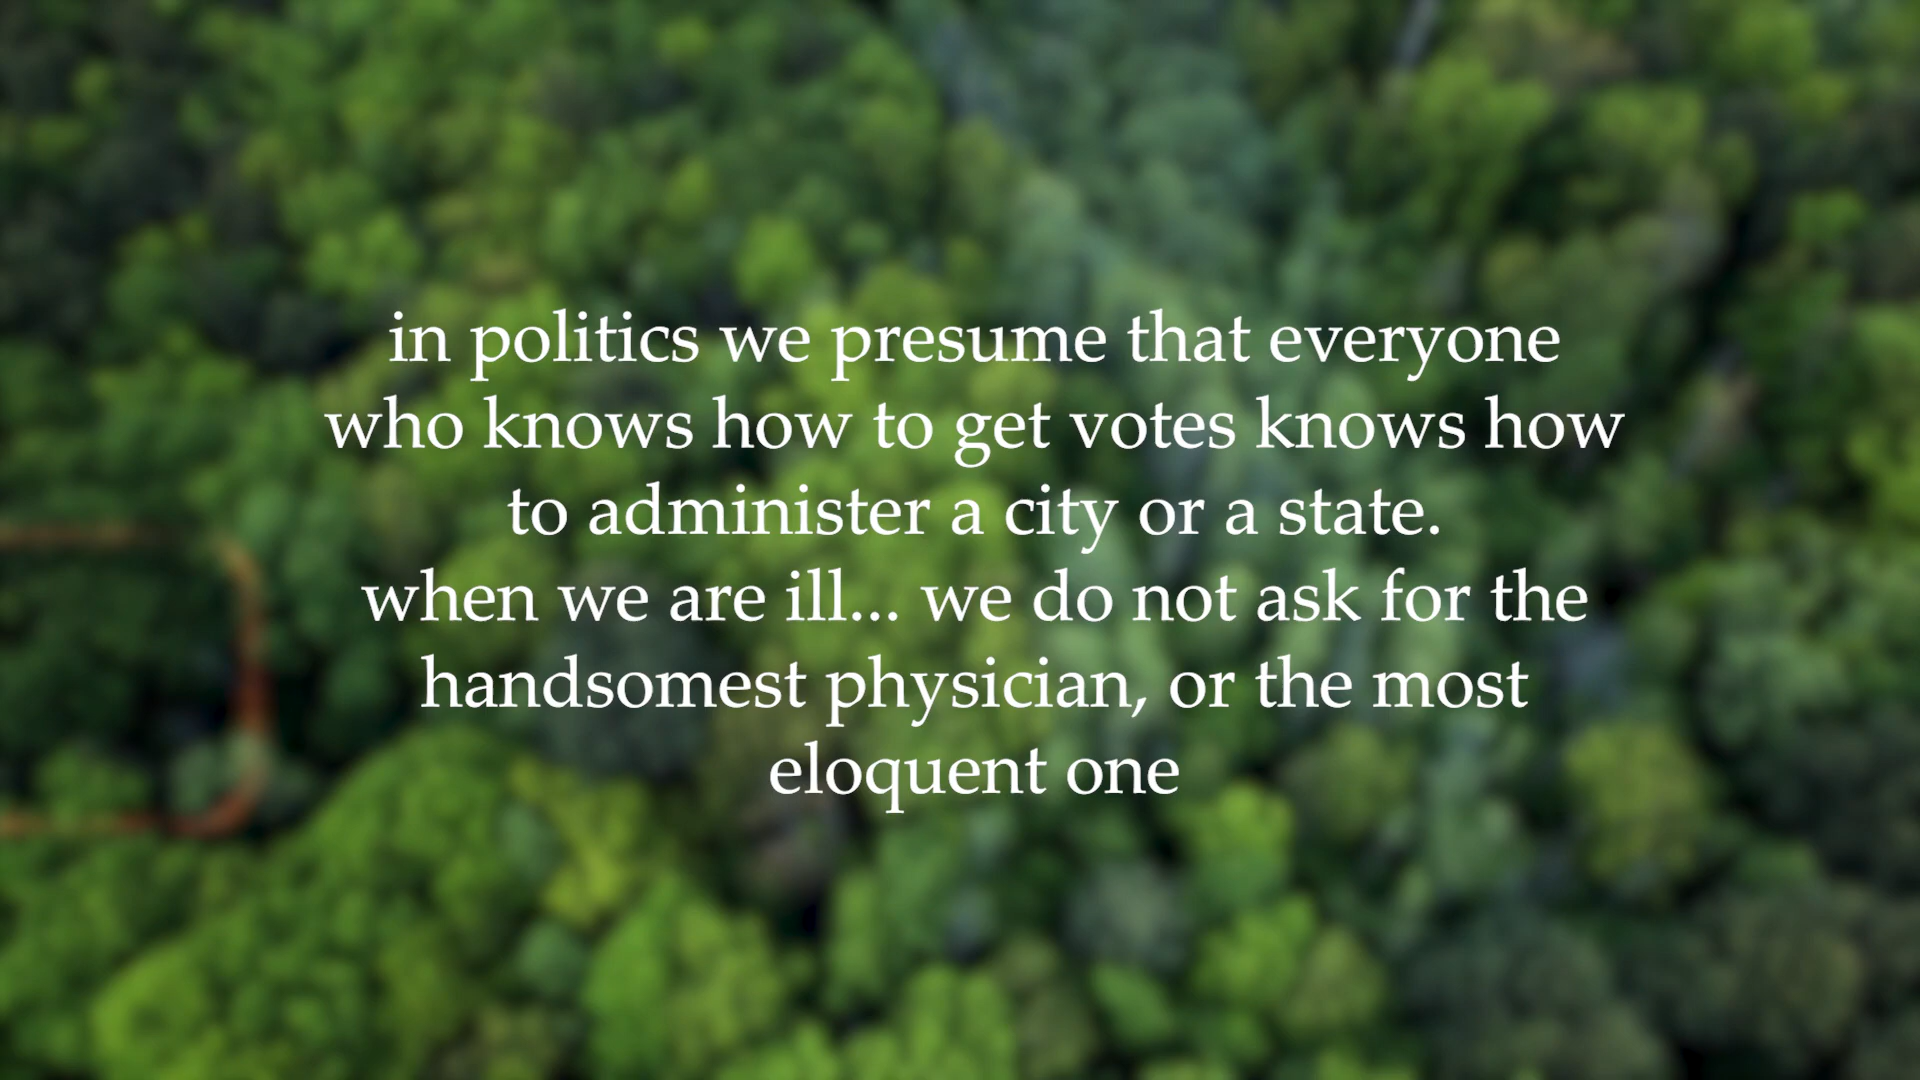 in politics we presume that everyone
who knows how to get votes knows how
to administer a city or a state.
when we are ill... we do not ask for the
handsomest physician, or the most
eloquent one